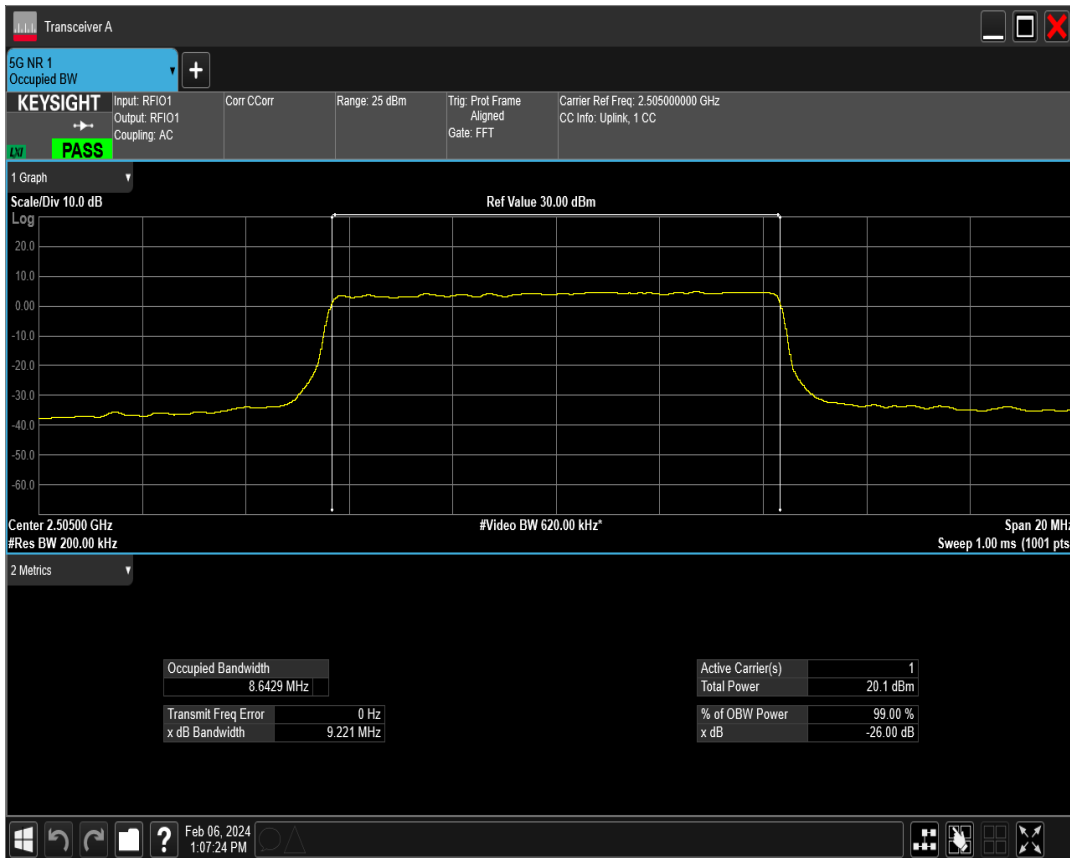 Transceiver A
5G NR 1
Occupied BW
+
KEYSIGHT
LXI
PASS
Input: RFIO1
Output: RFIO1
Coupling: AC
Corr CCorr
Range: 25 dBm
Trig: Prot Frame
Aligned
Gate: FFT
Carrier Ref Freq: 2.505000000 GHz
CC Info: Uplink, 1 CC
1 Graph
Scale/Div 10.0 dB
Ref Value 30.00 dBm
Log
20.0
10.0
0.00
-10.0
-20.0
-30.0
-40.0
-50.0
-60.0
Center 2.50500 GHz
#Video BW 620.00 kHz*
Span 20 MHz
#Res BW 200.00 kHz
Sweep 1.00 ms (1001 pts
2 Metrics
Occupied Bandwidth
8.6429 MHz
Transmit Freq Error 0 Hz
x dB Bandwidth 9.221 MHz
Active Carrier(s) 1
Total Power 20.1 dBm
% of OBW Power 99.00 %
x dB -26.00 dB
?
Feb 06, 2024
1:07:24 PM